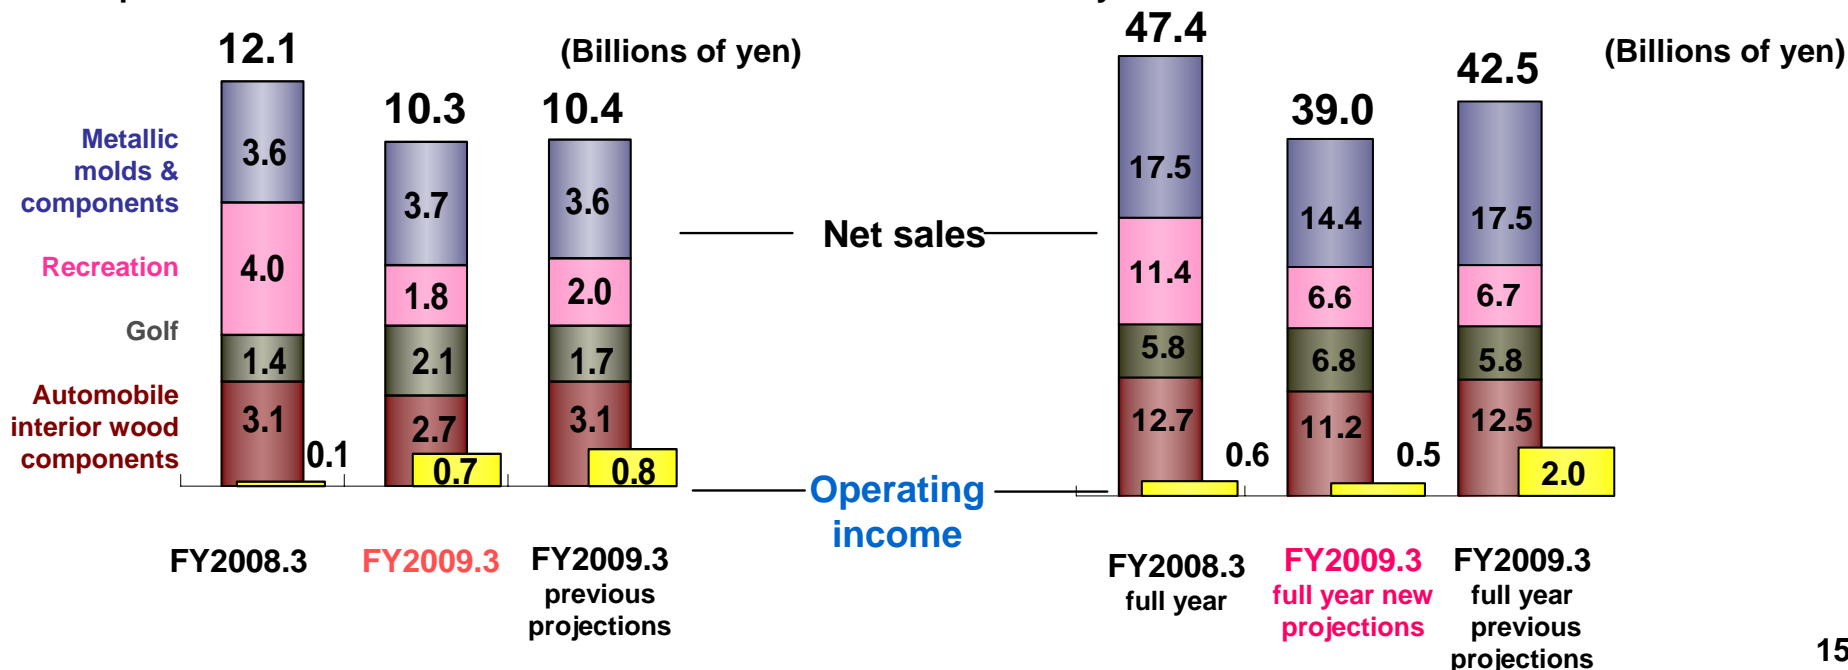 12.1
(Billions of yen)
10.3
10.4
Metallic
molds &
components
Recreation
Golf
Automobile
interior wood
components
3.6
4.0
1.4
3.1
0.1
3.7
1.8
2.1
2.7
0.7
3.6
2.0
1.7
3.1
0.8
FY2008.3
FY2009.3
FY2009.3
previous
projections
Net sales
Operating
income
47.4
(Billions of yen)
39.0
42.5
17.5
11.4
5.8
12.7
0.6
14.4
6.6
6.8
11.2
0.5
17.5
6.7
5.8
12.5
2.0
FY2008.3
full year
FY2009.3
full year new
projections
FY2009.3
full year
previous
projections
15